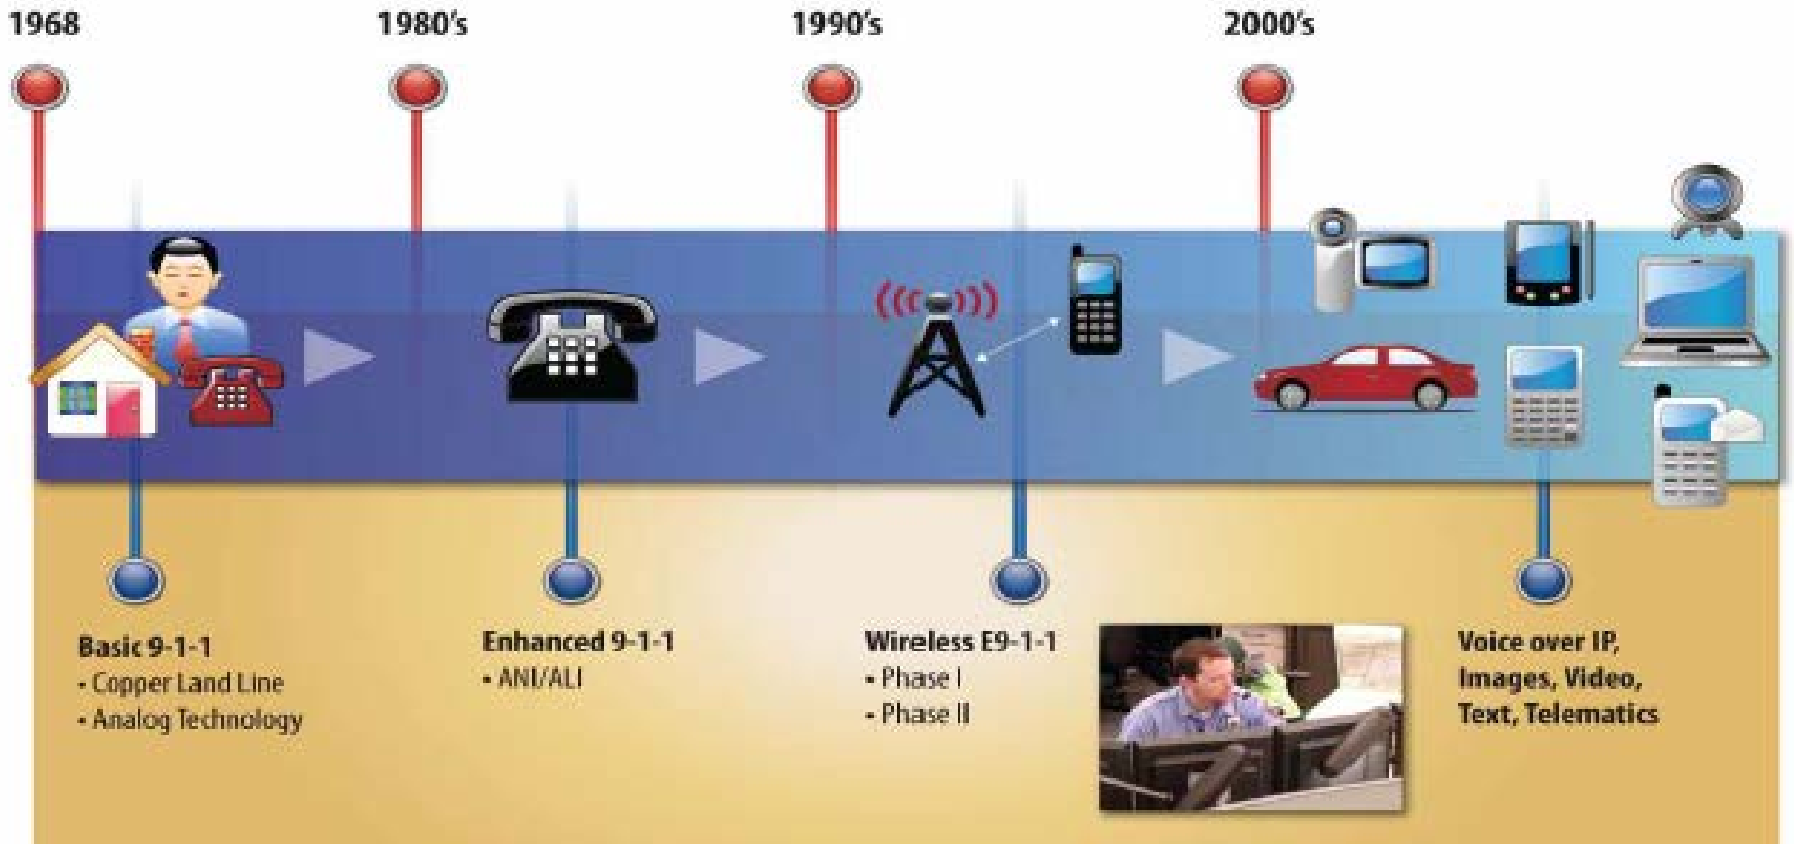 1968
1980's
1990's
2000's
Basic 9-1-1
• Copper Land Line
• Analog Technology
Enhanced 9-1-1
• ANI/ALI
Wireless E9-1-1
• Phase I
• Phase II
Voice over IP,
Images, Video,
Text, Telematics